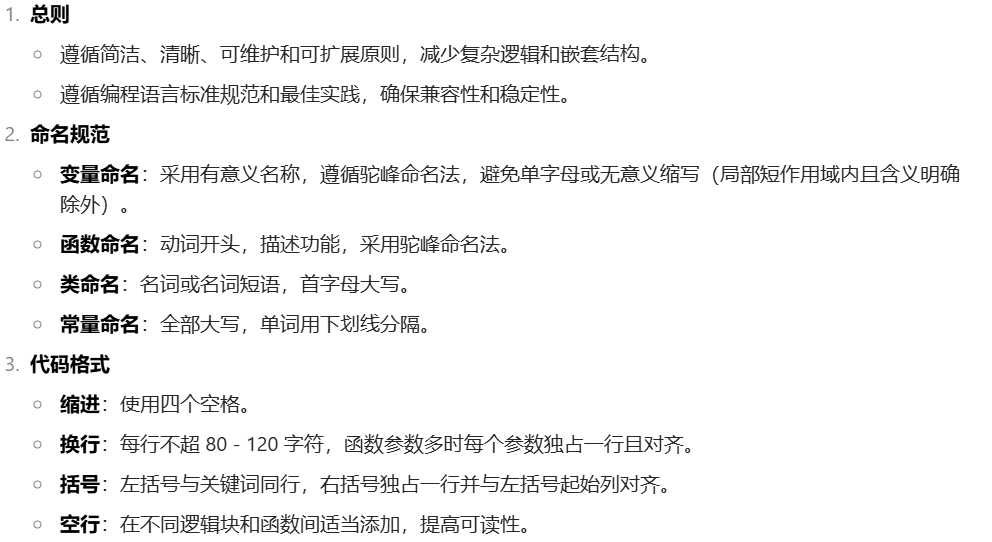 1. 总则
○ 遵循简洁、清晰、可维护和可扩展原则，减少复杂逻辑和嵌套结构。
○ 遵循编程语言标准规范和最佳实践，确保兼容性和稳定性。
2. 命名规范
○ 变量命名：采用有意义名称，遵循驼峰命名法，避免单字母或无意义缩写（局部短作用域内且含义明确
除外）。
○ 函数命名：动词开头，描述功能，采用驼峰命名法。
○ 类命名：名词或名词短语，首字母大写。
○ 常量命名：全部大写，单词用下划线分隔。
3. 代码格式
○ 缩进：使用四个空格。
○ 换行：每行不超 80 - 120 字符，函数参数多时每个参数独占一行且对齐。
○ 括号：左括号与关键词同行，右括号独占一行并与左括号起始列对齐。
○ 空行：在不同逻辑块和函数间适当添加，提高可读性。